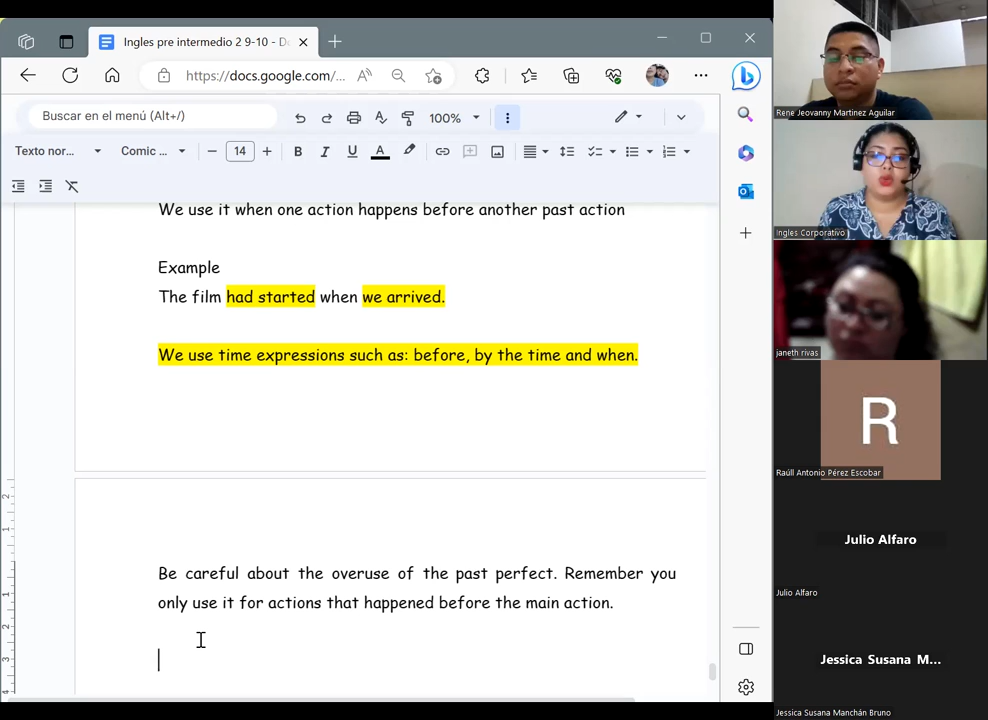 Ingles pre intermedio 2 9-10 - Do
https://docs.google.com/...
Buscar en el menú (Alt+/)
100%
Texto nor...
Comic ...
14
We use it when one action happens before another past action
Example
The film had started when we arrived.
We use time expressions such as: before, by the time and when.
Be careful about the overuse of the past perfect. Remember you
only use it for actions that happened before the main action.
Rene Jeovanny Martinez Aguilar
Ingles Corporativo
janeth rivas
R
Raúll Antonio Pérez Escobar
Julio Alfaro
Julio Alfaro
Jessica Susana M...
Jessica Susana Manchán Bruno